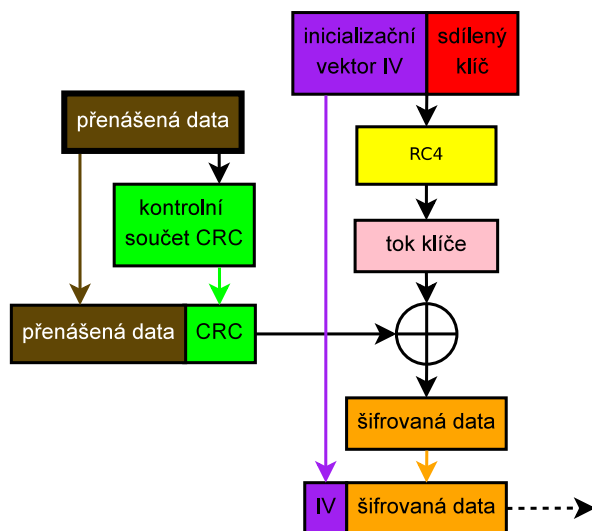 inicializační
vektor IV
sdílený
klíč
přenášená data
RC4
kontrolní
součet CRC
tok klíče
přenášená data
CRC
šifrovaná data
IV
šifrovaná data